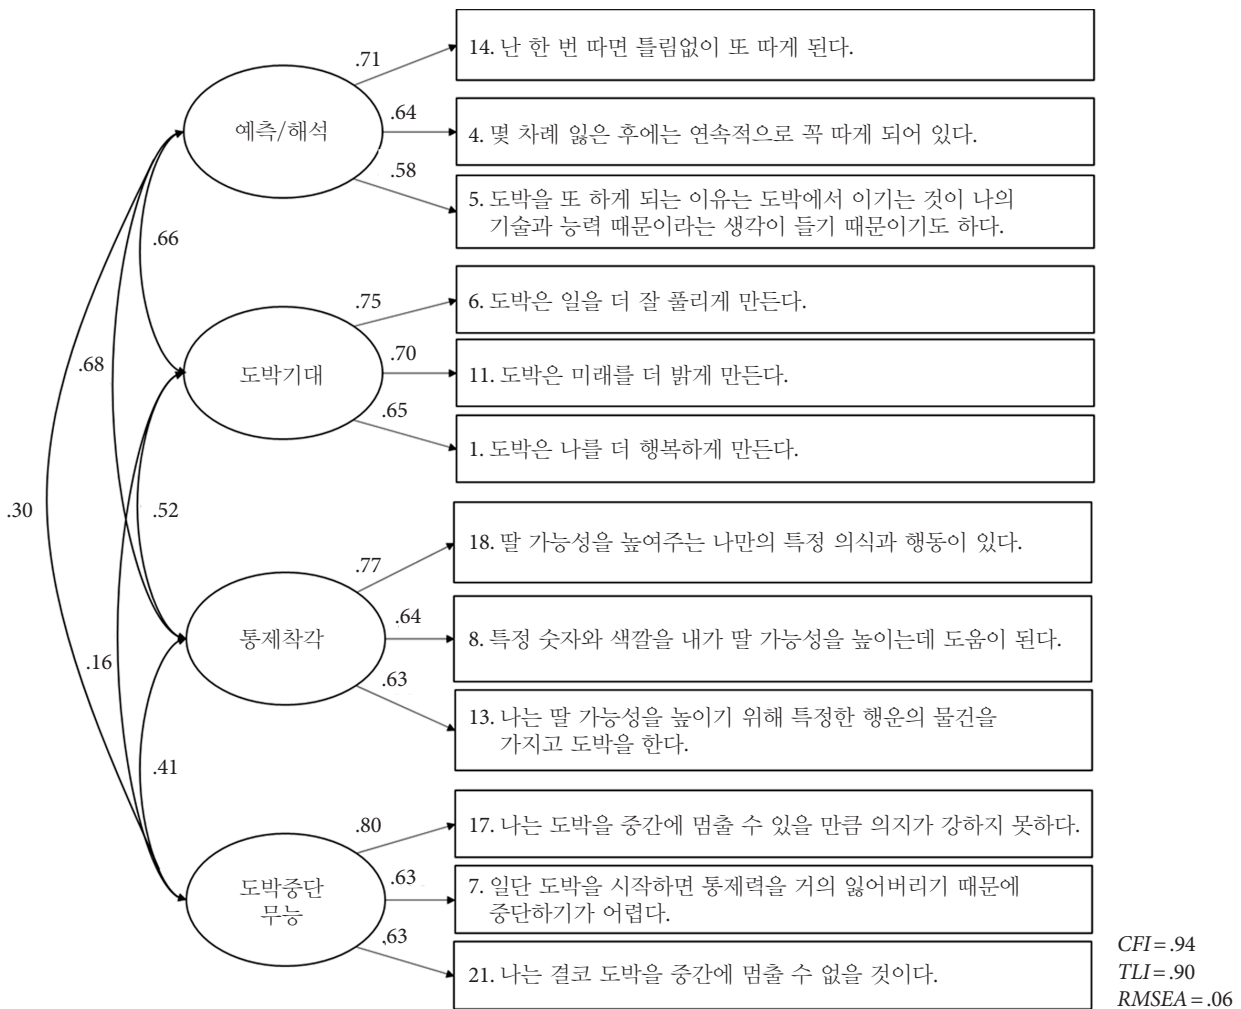 .71
14. 난 한 번 따면 틀림없이 또 따게 된다.
예측/해석
.64
4. 몇 차례 잃은 후에는 연속적으로 꼭 따게 되어 있다.
.58
5. 도박을 또 하게 되는 이유는 도박에서 이기는 것이 나의
기술과 능력 때문이라는 생각이 들기 때문이기도 하다.
.66
.75
6. 도박은 일을 더 잘 풀리게 만든다.
.68
도박기대
.70
11. 도박은 미래를 더 밝게 만든다.
.65
1. 도박은 나를 더 행복하게 만든다.
.30
.52
.77
18. 딸 가능성을 높여주는 나만의 특정 의식과 행동이 있다.
통제착각
.64
8. 특정 숫자와 색깔을 내가 딸 가능성을 높이는데 도움이 된다.
.16
.63
13. 나는 딸 가능성을 높이기 위해 특정한 행운의 물건을
가지고 도박을 한다.
.41
.80
17. 나는 도박을 중간에 멈출 수 있을 만큼 의지가 강하지 못하다.
도박중단
무능
.63
7. 일단 도박을 시작하면 통제력을 거의 잃어버리기 때문에
중단하기가 어렵다.
.63
21. 나는 결코 도박을 중간에 멈출 수 없을 것이다.
CFI = .94
TLI = .90
RMSEA = .06